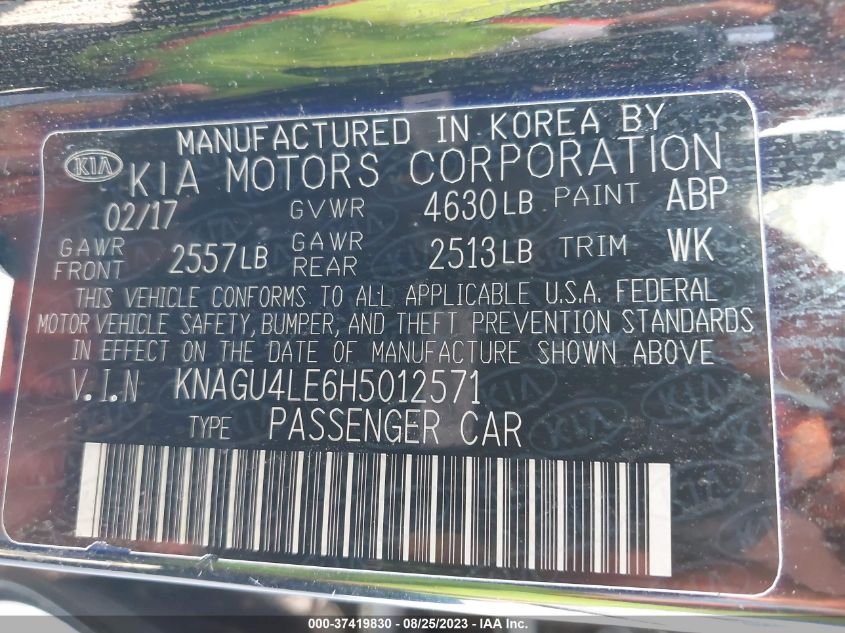 MANUFACTURED IN KOREA BY
KIA KIA MOTORS CORPORATION
02/17 GVWR 4630LB PAINT ABP
GAWR FRONT 2557LB GAWR REAR 2513LB TRIM WK
THIS VEHICLE CONFORMS TO ALL APPLICABLE U.S.A. FEDERAL
MOTOR VEHICLE SAFETY, BUMPER, AND THEFT PREVENTION STANDARDS
IN EFFECT ON THE DATE OF MANUFACTURE SHOWN ABOVE
V.I.N KNAGU4LE6H5012571
TYPE PASSENGER CAR
000-37419830 - 08/25/2023 - IAA Inc.